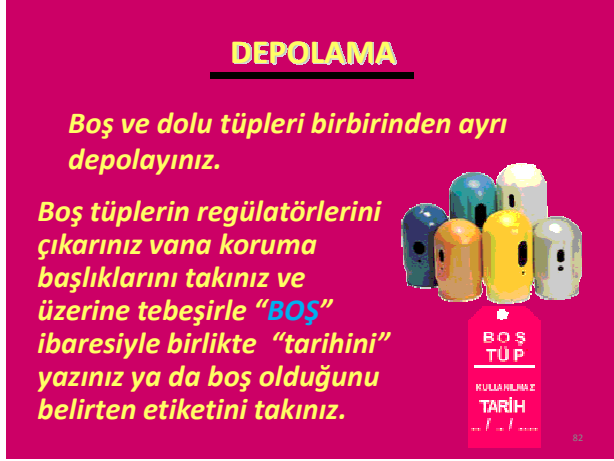 DEPOLAMA
Boş ve dolu tüpleri birbirinden ayrı
depolayınız.
Boş tüplerin regülatörlerini
çıkarınız vana koruma
başlıklarını takınız ve
üzerine tebeşirle “BOŞ”
ibaresiyle birlikte “tarihini”
yazınız ya da boş olduğunu
belirten etiketini takınız.
BOŞ
TÜP
KULLANILMAZ
TARİH
... / ... / .....
82